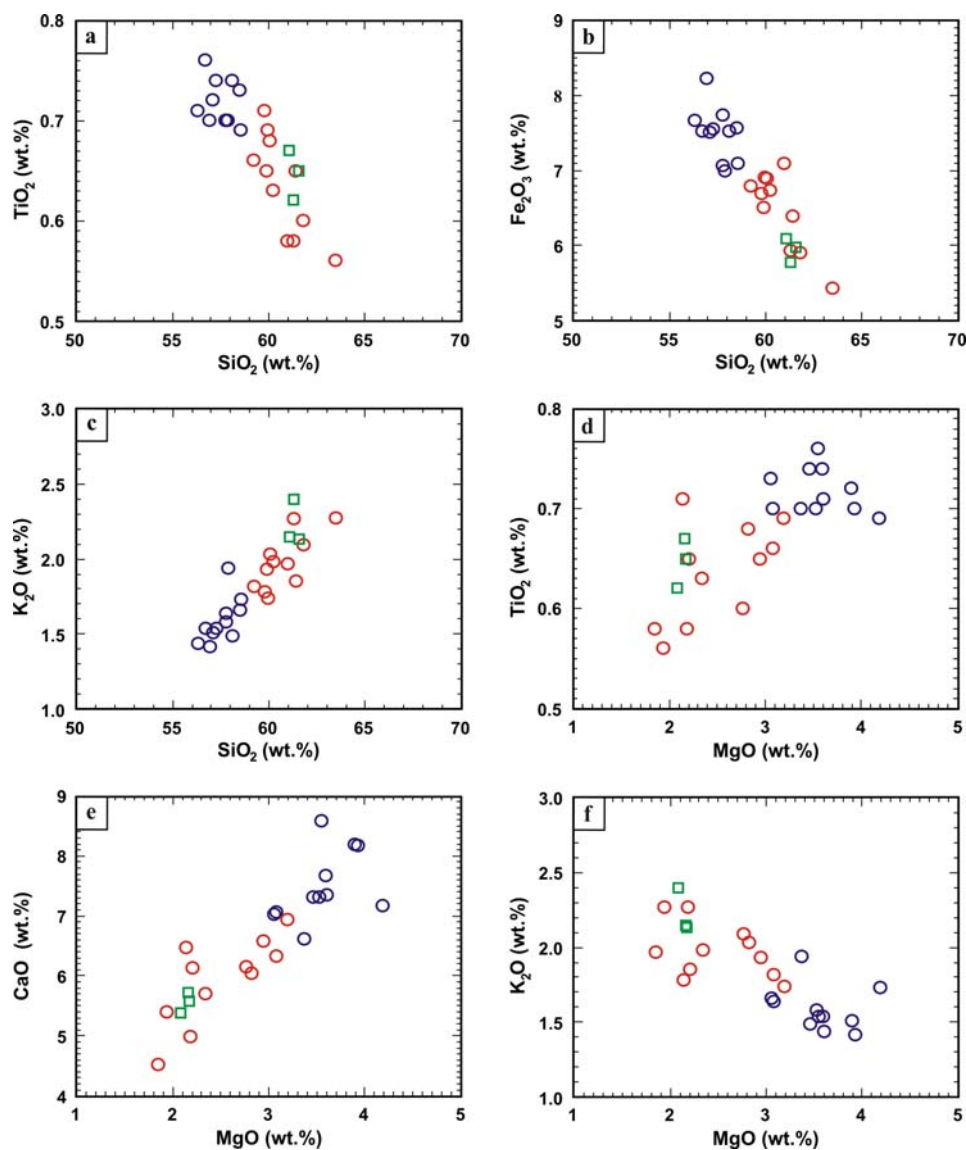 a
0.8
0.7
0.6
0.5
TiO2 (wt.%)
50 55 60 65 70
SiO2 (wt.%)
b
9
8
7
6
5
Fe2O3 (wt.%)
50 55 60 65 70
SiO2 (wt.%)
c
3.0
2.5
2.0
1.5
1.0
K2O (wt.%)
50 55 60 65 70
SiO2 (wt.%)
d
0.8
0.7
0.6
0.5
TiO2 (wt.%)
1 2 3 4 5
MgO (wt.%)
e
9
8
7
6
5
4
CaO (wt.%)
1 2 3 4 5
MgO (wt.%)
f
3.0
2.5
2.0
1.5
1.0
K2O (wt.%)
1 2 3 4 5
MgO (wt.%)